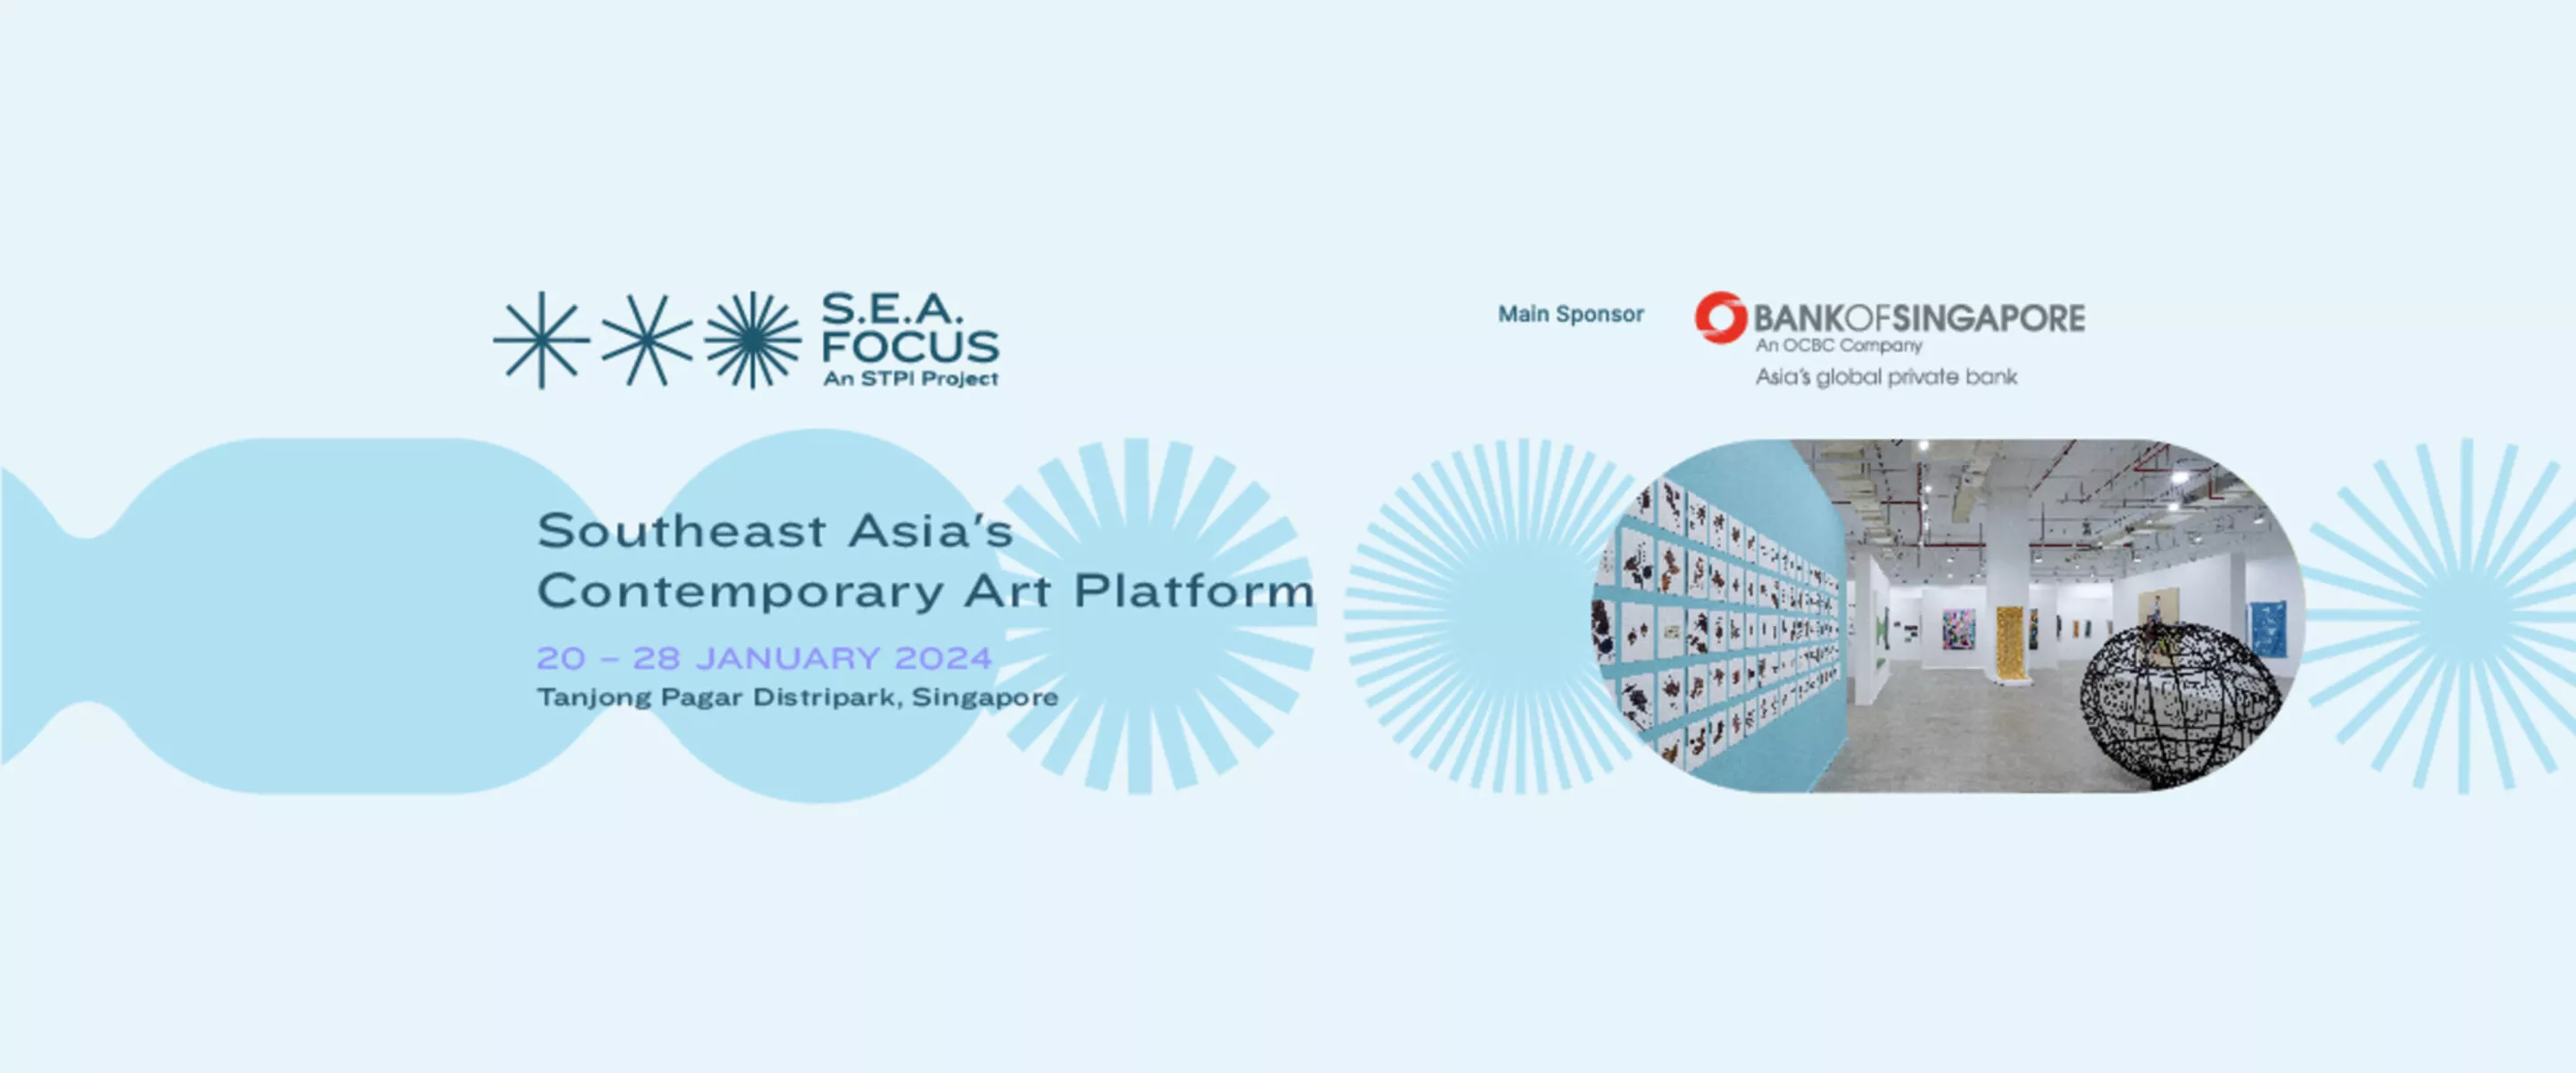 S.E.A.
FOCUS
An STPI Project
Main Sponsor
BANKOFSINGAPORE
An OCBC Company
Asia's global private bank
Southeast Asia's
Contemporary Art Platform
20 – 28 JANUARY 2024
Tanjong Pagar Distripark, Singapore